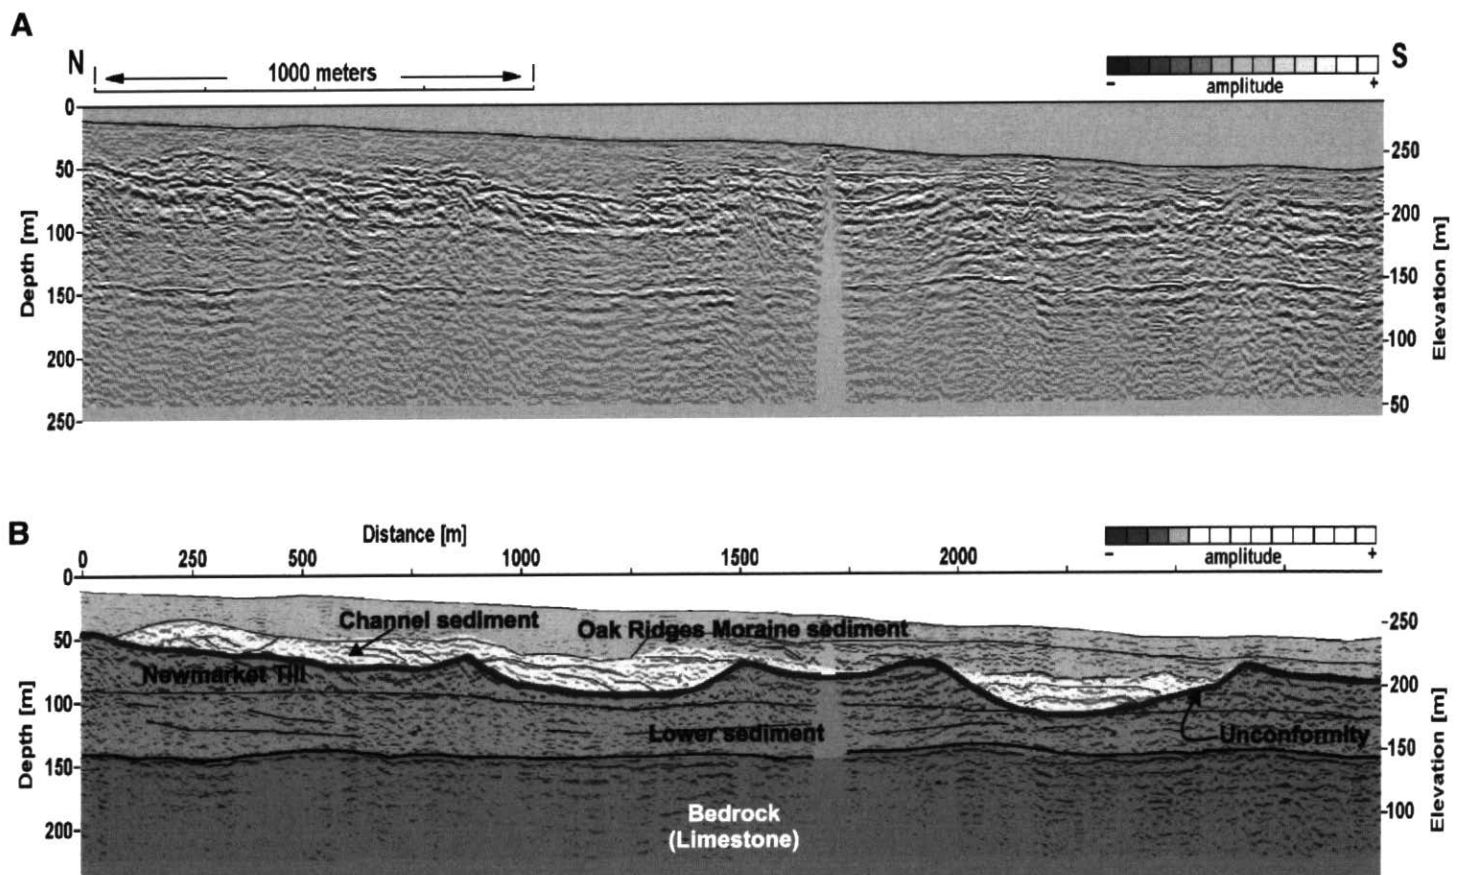 A
N
1000 meters
S
- amplitude +
0
50
100
150
200
250
Depth [m]
250
200
150
100
50
Elevation [m]
B
Distance [m]
- amplitude +
0 250 500 1000 1500 2000
0
50
100
150
200
Depth [m]
Channel sediment
Oak Ridges Moraine sediment
Newmarket Till
Lower sediment
Unconformity
Bedrock
(Limestone)
250
200
150
100
Elevation [m]